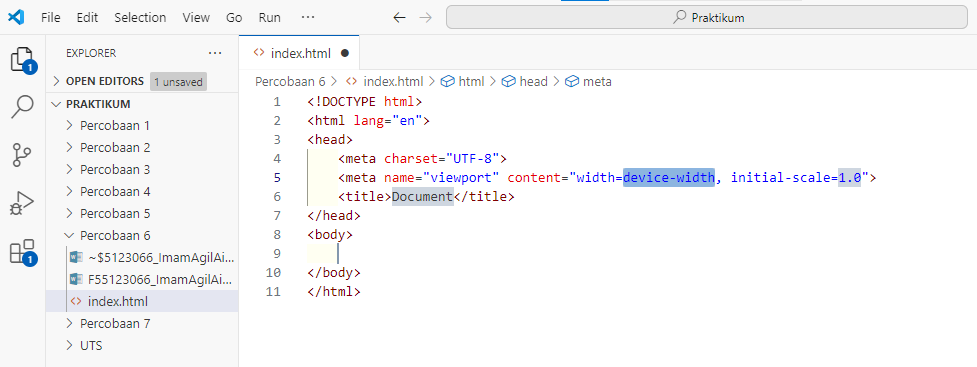 File Edit Selection View Go Run ··· ← → Praktikum
EXPLORER ···
OPEN EDITORS 1 unsaved
PRAKTIKUM
Percobaan 1
Percobaan 2
Percobaan 3
Percobaan 4
Percobaan 5
Percobaan 6
~$5123066_ImamAgilAi...
F55123066_ImamAgilAi...
index.html
Percobaan 7
UTS
1
1
<> index.html ●
Percobaan 6 > <> index.html > html > head > meta
1 <!DOCTYPE html>
2 <html lang="en">
3 <head>
4 <meta charset="UTF-8">
5 <meta name="viewport" content="width=device-width, initial-scale=1.0">
6 <title>Document</title>
7 </head>
8 <body>
9
10 </body>
11 </html>